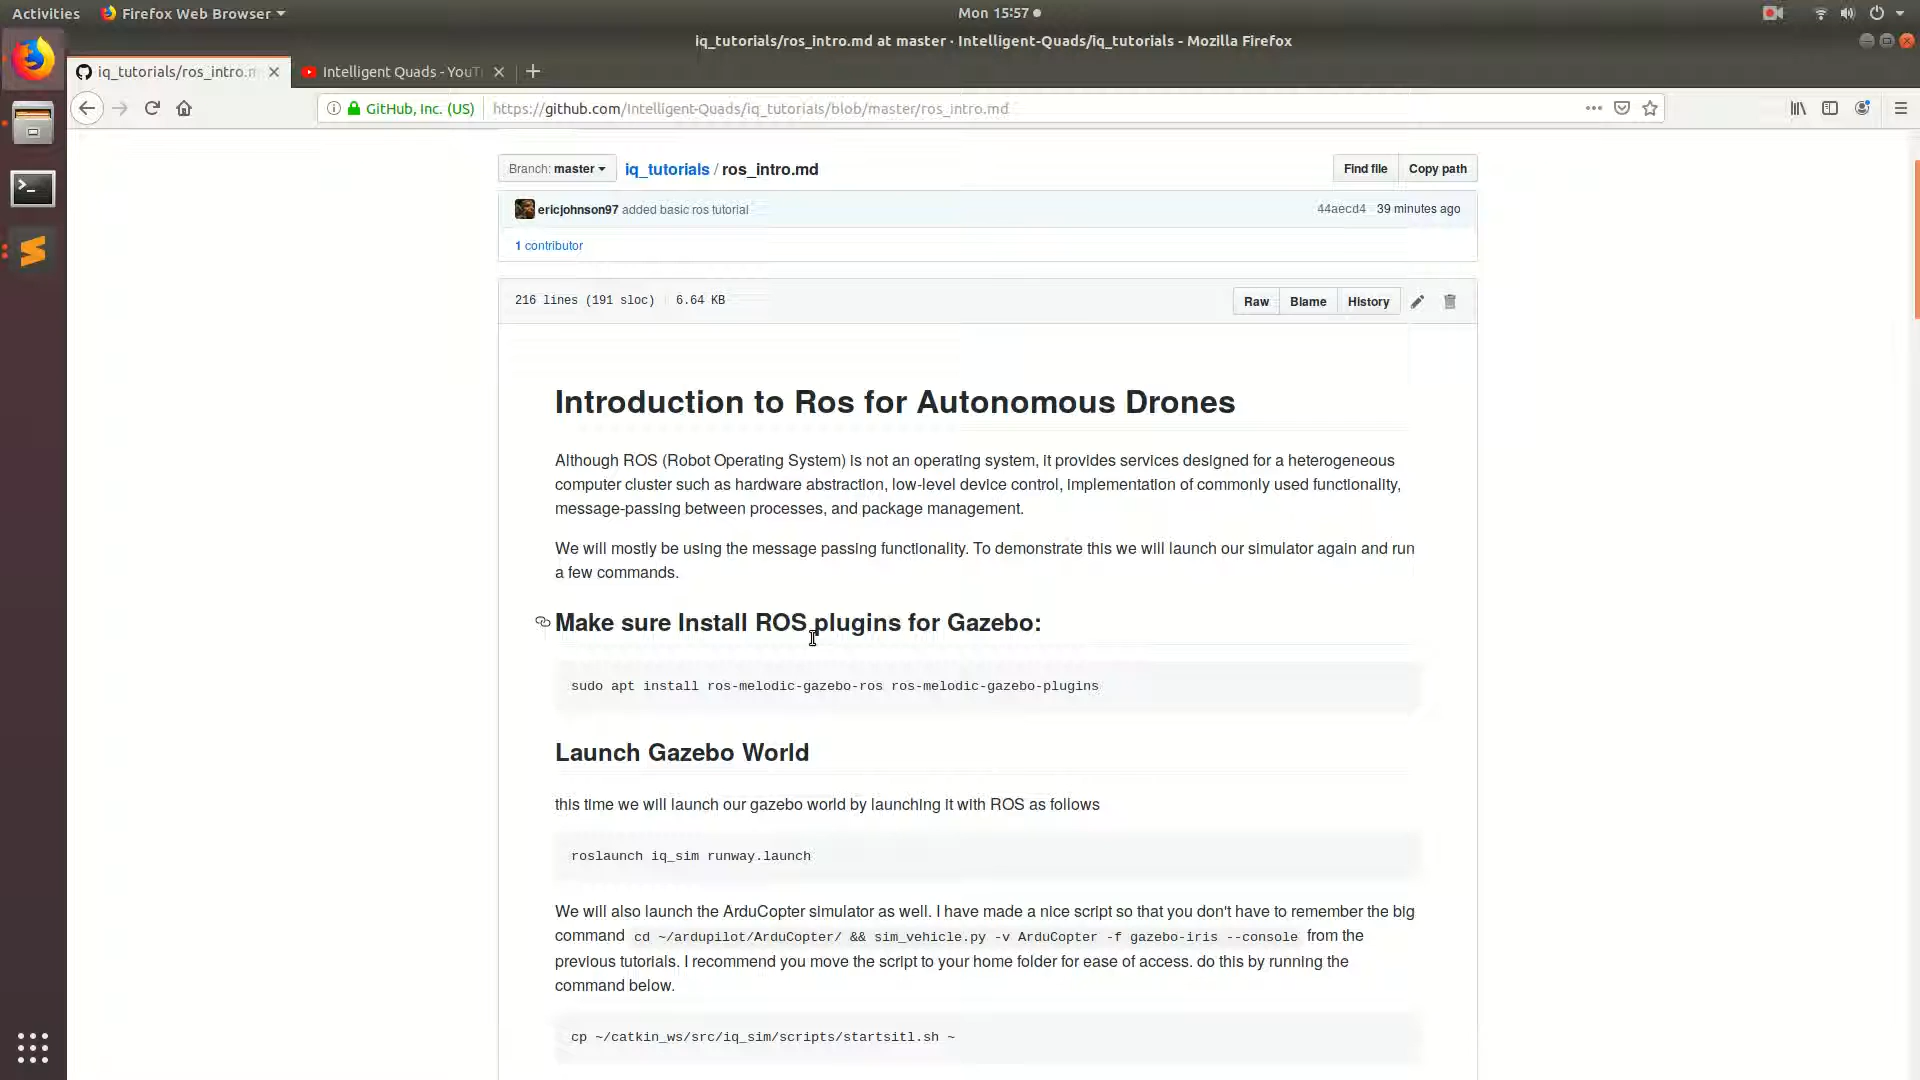 Activities
Firefox Web Browser
Mon 15:57
iq_tutorials/ros_intro.md at master · Intelligent-Quads/iq_tutorials - Mozilla Firefox
iq_tutorials/ros_intro.m
Intelligent Quads - YouT
GitHub, Inc. (US)
https://github.com/Intelligent-Quads/iq_tutorials/blob/master/ros_intro.md
Branch: master
iq_tutorials / ros_intro.md
Find file
Copy path
ericjohnson97 added basic ros tutorial
44aecd4
39 minutes ago
1 contributor
216 lines (191 sloc)
6.64 KB
Raw
Blame
History
Introduction to Ros for Autonomous Drones
Although ROS (Robot Operating System) is not an operating system, it provides services designed for a heterogeneous
computer cluster such as hardware abstraction, low-level device control, implementation of commonly used functionality,
message-passing between processes, and package management.
We will mostly be using the message passing functionality. To demonstrate this we will launch our simulator again and run
a few commands.
Make sure Install ROS plugins for Gazebo:
sudo apt install ros-melodic-gazebo-ros ros-melodic-gazebo-plugins
Launch Gazebo World
this time we will launch our gazebo world by launching it with ROS as follows
roslaunch iq_sim runway.launch
We will also launch the ArduCopter simulator as well. I have made a nice script so that you don't have to remember the big
command cd ~/ardupilot/ArduCopter/ && sim_vehicle.py -v ArduCopter -f gazebo-iris --console from the
previous tutorials. I recommend you move the script to your home folder for ease of access. do this by running the
command below.
cp ~/catkin_ws/src/iq_sim/scripts/startsitl.sh ~